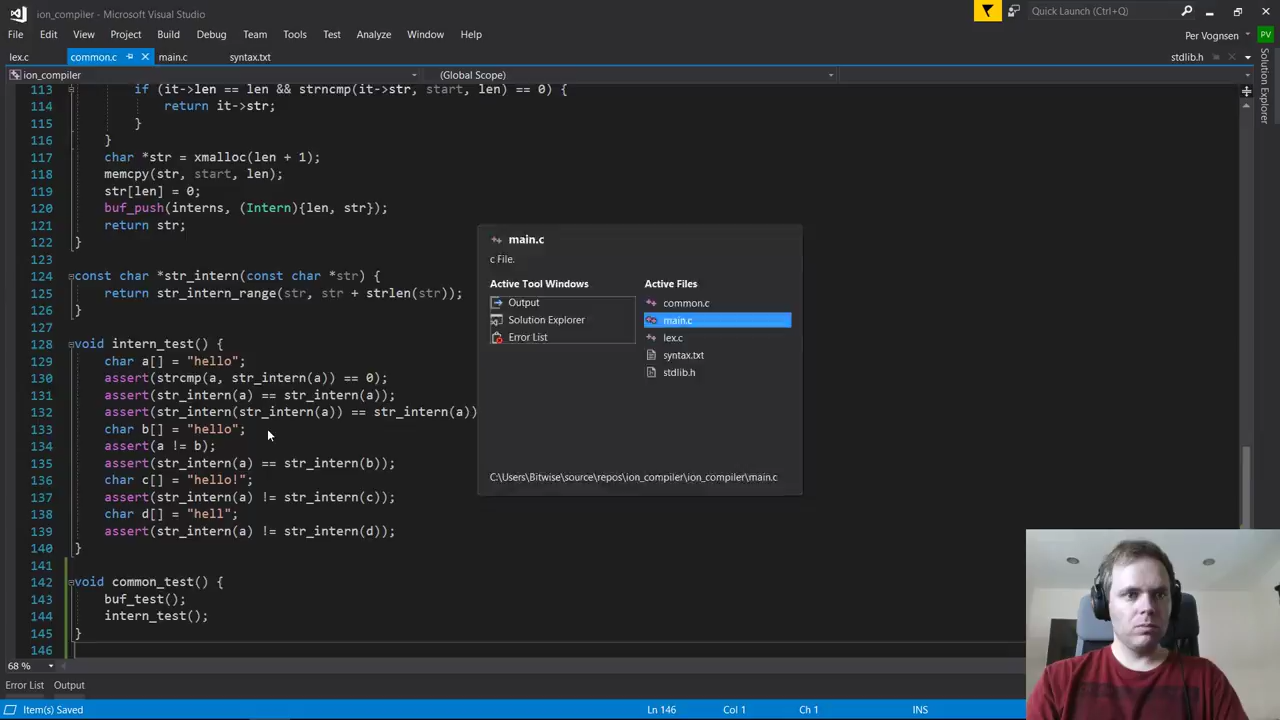 ion_compiler - Microsoft Visual Studio
Quick Launch (Ctrl+Q)
File Edit View Project Build Debug Team Tools Test Analyze Window Help
Per Vognsen PV
lex.c common.c main.c syntax.txt stdlib.h
ion_compiler (Global Scope)
Solution Explorer
113 if (it->len == len && strncmp(it->str, start, len) == 0) {
114 return it->str;
115 }
116 }
117 char *str = xmalloc(len + 1);
118 memcpy(str, start, len);
119 str[len] = 0;
120 buf_push(interns, (Intern){len, str});
121 return str;
122 }
123
124 const char *str_intern(const char *str) {
125 return str_intern_range(str, str + strlen(str));
126 }
127
128 void intern_test() {
129 char a[] = "hello";
130 assert(strcmp(a, str_intern(a)) == 0);
131 assert(str_intern(a) == str_intern(a));
132 assert(str_intern(str_intern(a)) == str_intern(a))
133 char b[] = "hello";
134 assert(a != b);
135 assert(str_intern(a) == str_intern(b));
136 char c[] = "hello!";
137 assert(str_intern(a) != str_intern(c));
138 char d[] = "hell";
139 assert(str_intern(a) != str_intern(d));
140 }
141
142 void common_test() {
143 buf_test();
144 intern_test();
145 }
146
main.c
c File.
Active Tool Windows
Output
Solution Explorer
Error List
Active Files
common.c
main.c
lex.c
syntax.txt
stdlib.h
C:\Users\Bitwise\source\repos\ion_compiler\ion_compiler\main.c
68 %
Error List Output
Item(s) Saved Ln 146 Col 1 Ch 1 INS